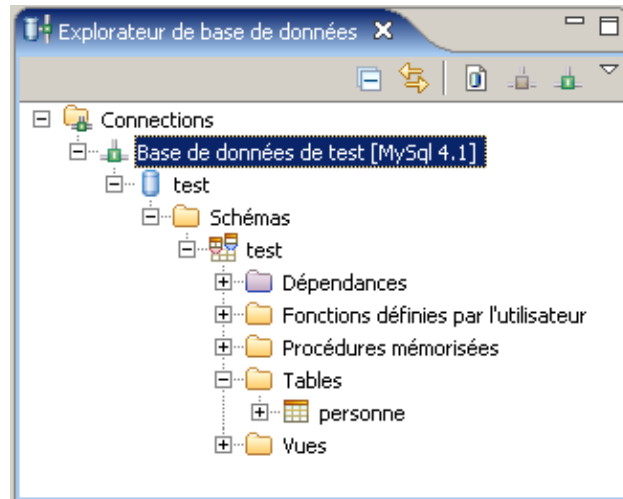 Explorateur de base de données
Connections
Base de données de test [MySql 4.1]
test
Schémas
test
Dépendances
Fonctions définies par l'utilisateur
Procédures mémorisées
Tables
personne
Vues